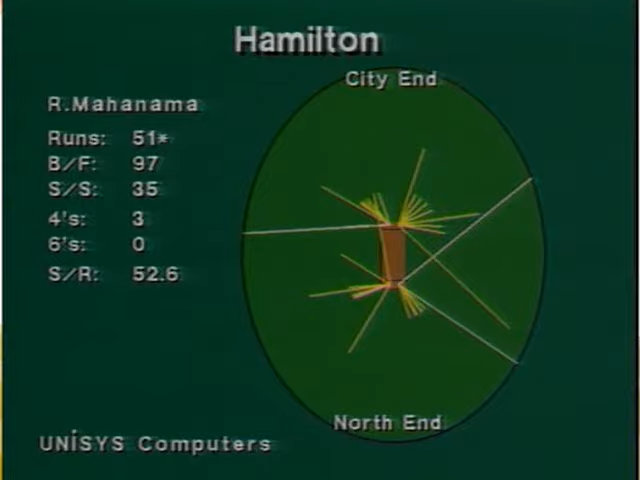 Hamilton
City End
R.Mahanama
Runs: 51*
B/F: 97
S/S: 35
4's: 3
6's: 0
S/R: 52.6
North End
UNISYS Computers